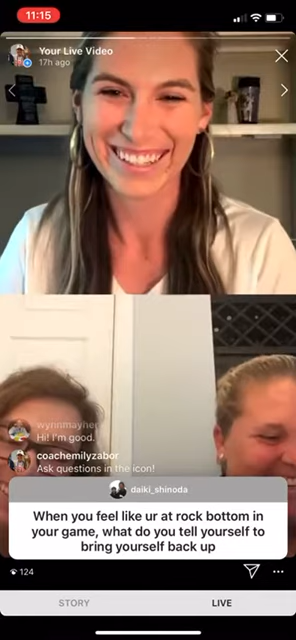 11:15
Your Live Video
17h ago
wynnmayhew
Hi! I'm good.
coachemilyzabor
Ask questions in the icon!
daiki_shinoda
When you feel like ur at rock bottom in
your game, what do you tell yourself to
bring yourself back up
124
STORY LIVE